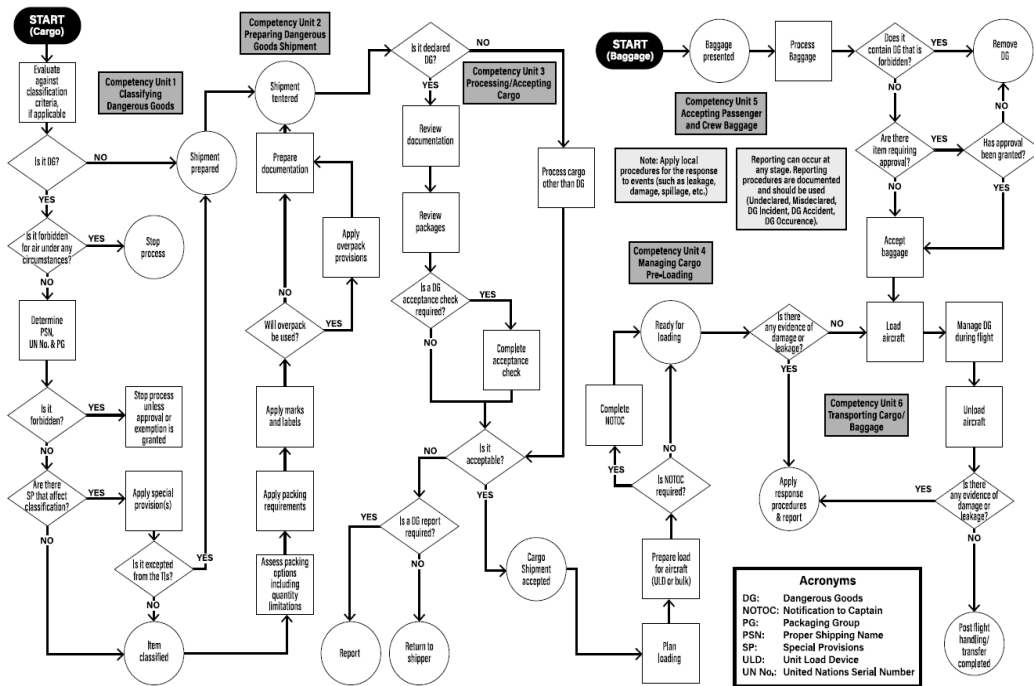 START
(Cargo)
Evaluate
against
classification
criteria,
if applicable
Competency Unit 1
Classifying
Dangerous Goods
Is it DG?
NO
YES
Shipment
prepared
Is it forbidden
for air under any
circumstances?
YES
NO
Stop
process
Determine
PSN,
UN No. & PG
Is it
forbidden?
YES
NO
Stop process
unless
approval or
exemption is
granted
Are there
SP that affect
classification?
YES
NO
Apply special
provision(s)
Is it excepted
from the TIs?
YES
NO
Item
classified
Competency Unit 2
Preparing Dangerous
Goods Shipment
Shipment
tentered
Prepare
documentation
Apply
overpack
provisions
NO
Will overpack
be used?
YES
Apply marks
and labels
Apply packing
requirements
Assess packing
options
including
quantity
limitations
Is it declared
DG?
NO
YES
Competency Unit 3
Processing/Accepting
Cargo
Review
documentation
Review
packages
Process cargo
other than DG
Is a DG
acceptance check
required?
YES
NO
Complete
acceptance
check
Is it
acceptable?
NO
YES
Is a DG report
required?
YES
NO
Report
Return to
shipper
Cargo
Shipment
accepted
Competency Unit 4
Managing Cargo
Pre-Loading
Ready for
loading
Complete
NOTOC
NO
YES
Is NOTOC
required?
Prepare load
for aircraft
(ULD or bulk)
Plan
loading
START
(Baggage)
Baggage
presented
Process
Baggage
Does it
contain DG that is
forbidden?
YES
NO
Remove
DG
Competency Unit 5
Accepting Passenger
and Crew Baggage
Are there
item requiring
approval?
YES
NO
Has approval
been granted?
NO
YES
Note: Apply local
procedures for the response
to events (such as leakage,
damage, spillage, etc.)
Reporting can occur at
any stage. Reporting
procedures are documented
and should be used
(Undeclared, Misdeclared,
DG Incident, DG Accident,
DG Occurence).
Accept
baggage
Is there
any evidence of
damage or
leakage?
NO
YES
Load
aircraft
Manage DG
during flight
Competency Unit 6
Transporting Cargo/
Baggage
Unload
aircraft
Apply
response
procedures
& report
YES
Is there
any evidence of
damage or
leakage?
NO
Post flight
handling/
transfer
completed
Acronyms
DG: Dangerous Goods
NOTOC: Notification to Captain
PG: Packaging Group
PSN: Proper Shipping Name
SP: Special Provisions
ULD: Unit Load Device
UN No.: United Nations Serial Number